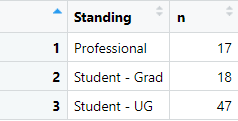 Standing n
1 Professional 17
2 Student - Grad 18
3 Student - UG 47